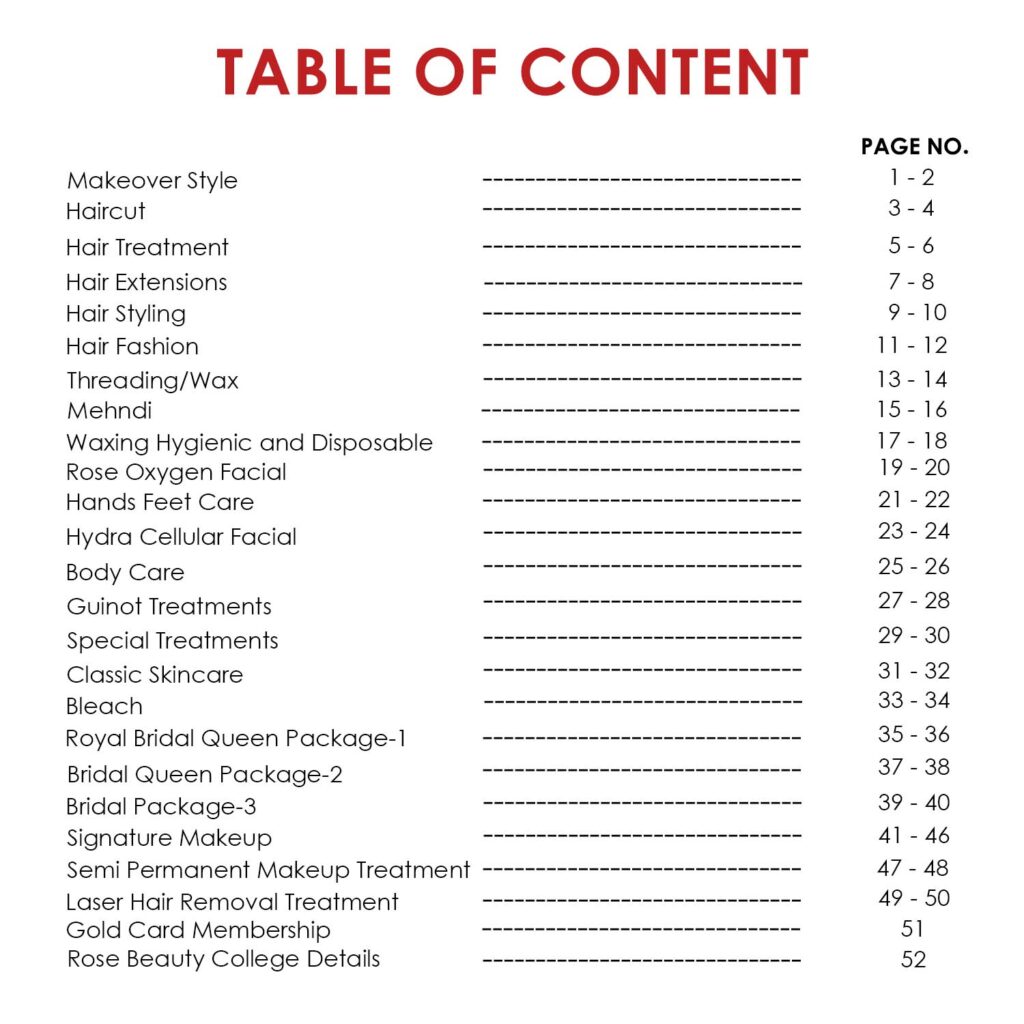 TABLE OF CONTENT
PAGE NO.
Makeover Style ------------------------------ 1 - 2
Haircut ------------------------------ 3 - 4
Hair Treatment ------------------------------ 5 - 6
Hair Extensions ------------------------------ 7 - 8
Hair Styling ------------------------------ 9 - 10
Hair Fashion ------------------------------ 11 - 12
Threading/Wax ------------------------------ 13 - 14
Mehndi ------------------------------ 15 - 16
Waxing Hygienic and Disposable ------------------------------ 17 - 18
Rose Oxygen Facial ------------------------------ 19 - 20
Hands Feet Care ------------------------------ 21 - 22
Hydra Cellular Facial ------------------------------ 23 - 24
Body Care ------------------------------ 25 - 26
Guinot Treatments ------------------------------ 27 - 28
Special Treatments ------------------------------ 29 - 30
Classic Skincare ------------------------------ 31 - 32
Bleach ------------------------------ 33 - 34
Royal Bridal Queen Package-1 ------------------------------ 35 - 36
Bridal Queen Package-2 ------------------------------ 37 - 38
Bridal Package-3 ------------------------------ 39 - 40
Signature Makeup ------------------------------ 41 - 46
Semi Permanent Makeup Treatment ------------------------------ 47 - 48
Laser Hair Removal Treatment ------------------------------ 49 - 50
Gold Card Membership ------------------------------ 51
Rose Beauty College Details ------------------------------ 52